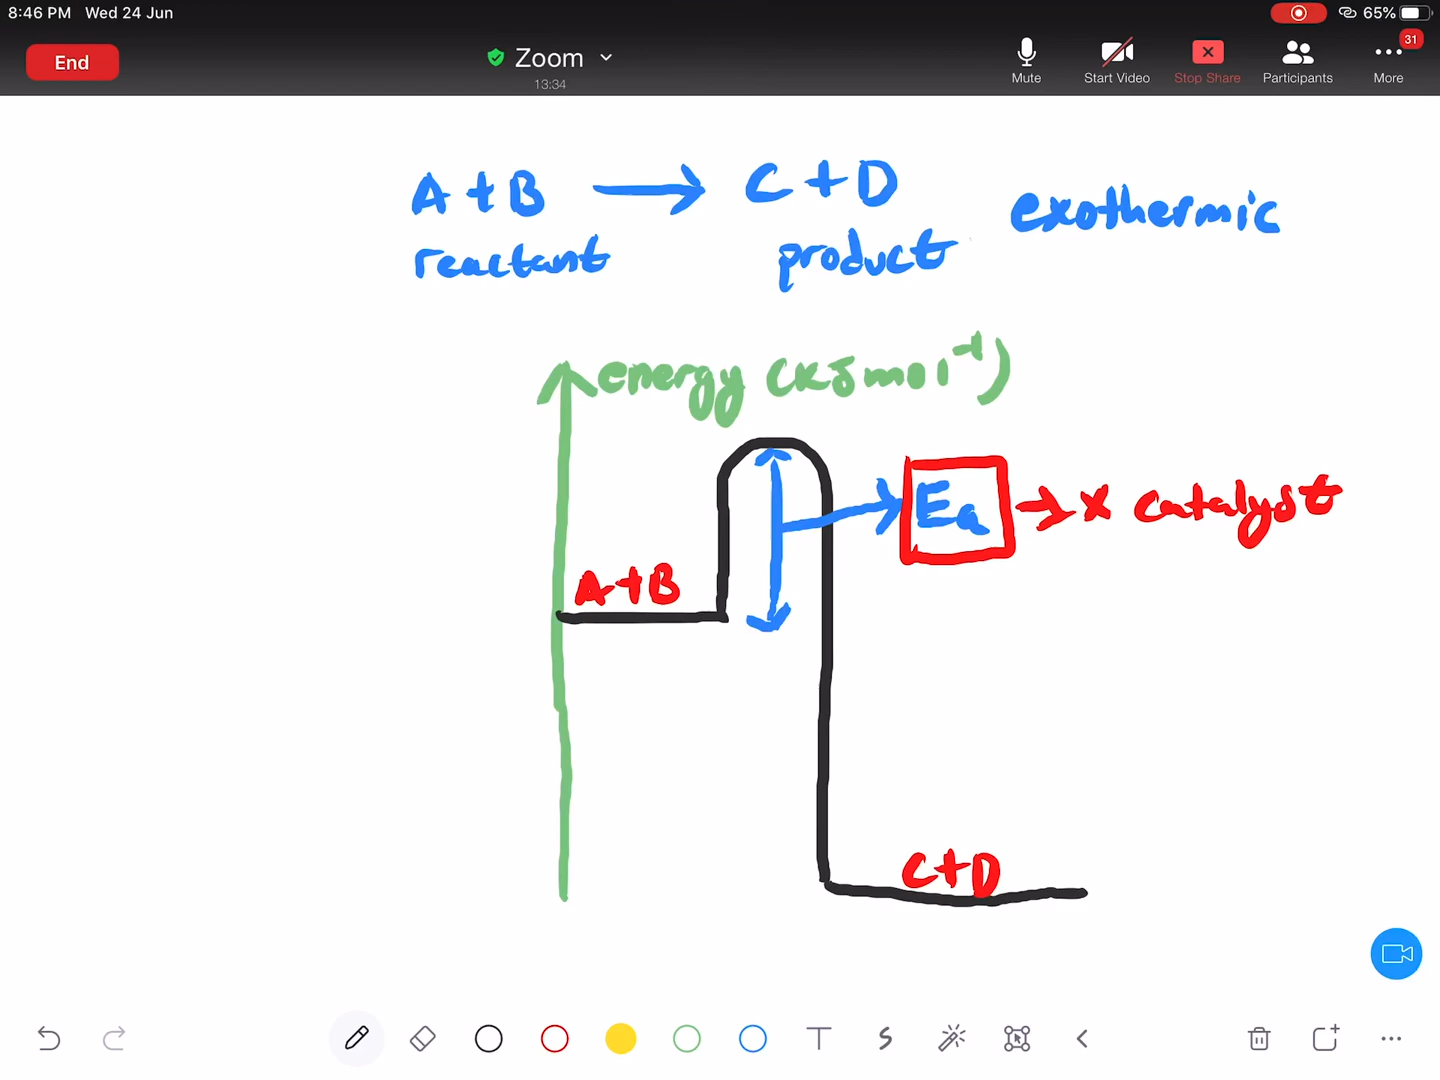 8:46 PM Wed 24 Jun
65%
End
Zoom
13:34
Mute
Start Video
Stop Share
Participants
More
31
A + B → C + D
exothermic
reactant
product
energy (kJ mol⁻¹)
Ea → x catalyst
A+B
C+D
T